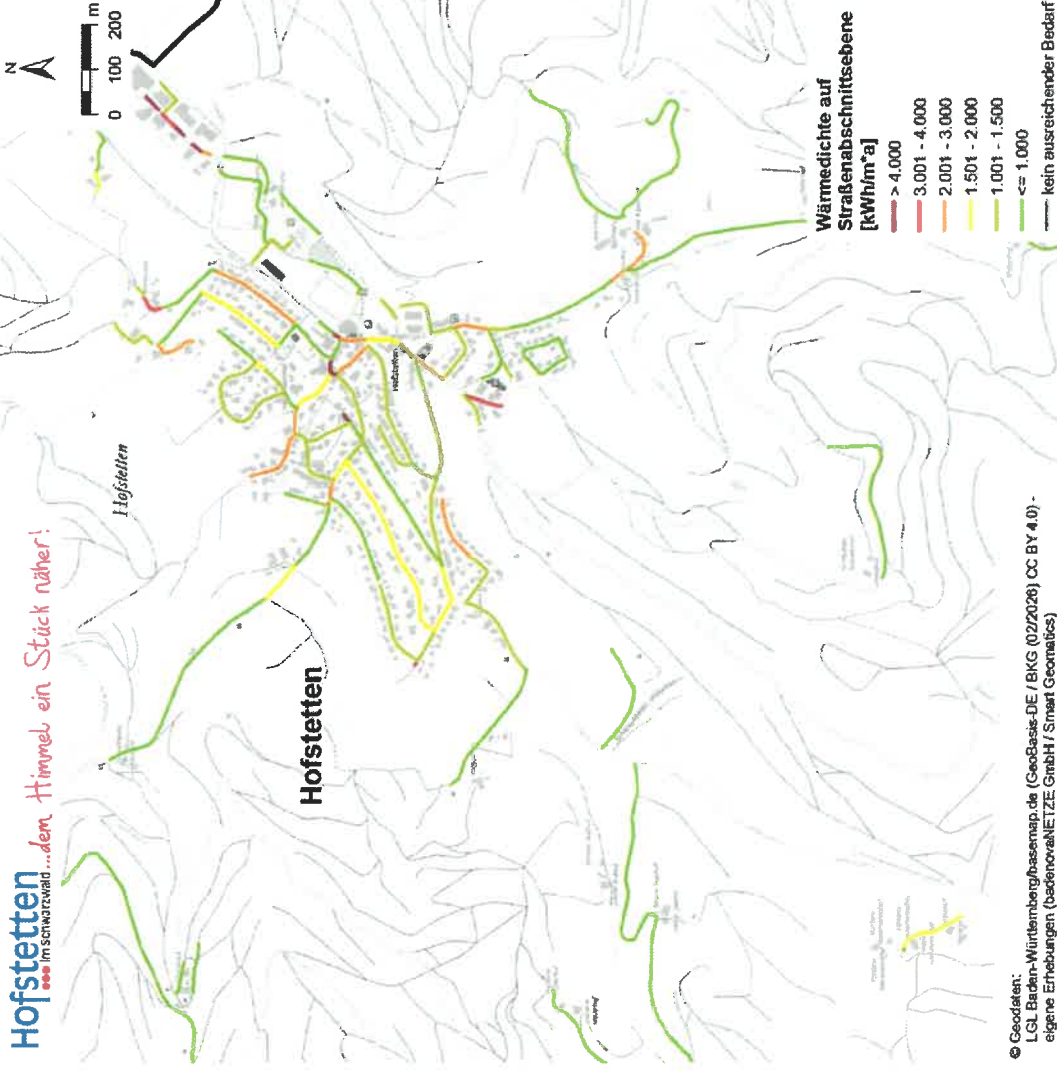 Hofstetten
im Schwarzwald
...dem Himmel ein Stück näher!
N
0 100 200 m
Hofstetten
Hofstetten
Hofstetten
Wärmedichte auf
Straßenabschnittsebene
[kWh/m*a]
> 4.000
3.001 - 4.000
2.001 - 3.000
1.501 - 2.000
1.001 - 1.500
<= 1.000
kein ausreichender Bedarf
© Geodaten:
LGL Baden-Württemberg/basemap.de (GeoBasis-DE / BKG (02/2026) CC BY 4.0) -
eigene Erhebungen (badenovaNETZE GmbH / Smart Geomatics)